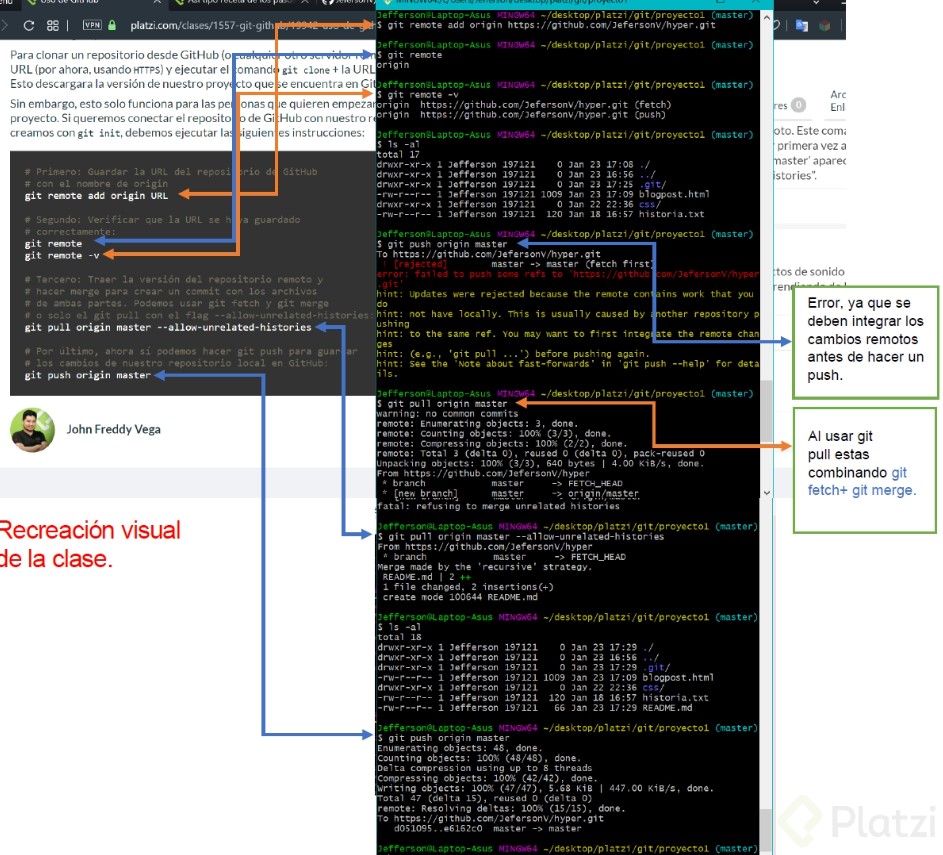 Uso de GitHub
platzi.com/clases/1557-git-github/19942-uso-de-git
VPN
Para clonar un repositorio desde GitHub (o cualquier otro servidor
URL (por ahora, usando HTTPS) y ejecutar el comando git clone + la URL
Esto descargara la versión de nuestro proyecto que se encuentra en Git
Sin embargo, esto solo funciona para las personas que quieren empezar
proyecto. Si queremos conectar el repositorio de GitHub con nuestro re
creamos con git init, debemos ejecutar las siguientes instrucciones:
# Primero: Guardar la URL del repositorio de GitHub
# con el nombre de origin
git remote add origin URL
# Segundo: Verificar que la URL se haya guardado
# correctamente:
git remote
git remote -v
# Tercero: Traer la versión del repositorio remoto y
# hacer merge para crear un commit con los archivos
# de ambas partes. Podemos usar git fetch y git merge
# o solo el git pull con el flag --allow-unrelated-histories:
git pull origin master --allow-unrelated-histories
# Por último, ahora si podemos hacer git push para guardar
# los cambios de nuestro repositorio local en GitHub:
git push origin master
John Freddy Vega
Recreación visual
de la clase.
Jefferson@Laptop-Asus MINGW64 ~/desktop/platzi/git/proyecto1 (master)
$ git remote add origin https://github.com/JefersonV/hyper.git
Jefferson@Laptop-Asus MINGW64 ~/desktop/platzi/git/proyecto1 (master)
$ git remote
origin
Jefferson@Laptop-Asus MINGW64 ~/desktop/platzi/git/proyecto1 (master)
$ git remote -v
origin  https://github.com/JefersonV/hyper.git (fetch)
origin  https://github.com/JefersonV/hyper.git (push)
Jefferson@Laptop-Asus MINGW64 ~/desktop/platzi/git/proyecto1 (master)
$ ls -al
total 17
drwxr-xr-x 1 Jefferson 197121    0 Jan 23 17:08 ./
drwxr-xr-x 1 Jefferson 197121    0 Jan 23 16:56 ../
drwxr-xr-x 1 Jefferson 197121    0 Jan 23 17:25 .git/
-rw-r--r-- 1 Jefferson 197121 1009 Jan 23 17:09 blogpost.html
drwxr-xr-x 1 Jefferson 197121    0 Jan 22 22:36 css/
-rw-r--r-- 1 Jefferson 197121  120 Jan 18 16:57 historia.txt
Jefferson@Laptop-Asus MINGW64 ~/desktop/platzi/git/proyecto1 (master)
$ git push origin master
To https://github.com/JefersonV/hyper.git
! [rejected]        master -> master (fetch first)
error: failed to push some refs to 'https://github.com/JefersonV/hyper
.git'
hint: Updates were rejected because the remote contains work that you
do
hint: not have locally. This is usually caused by another repository p
ushing
hint: to the same ref. You may want to first integrate the remote chan
ges
hint: (e.g., 'git pull ...') before pushing again.
hint: See the 'Note about fast-forwards' in 'git push --help' for deta
ils.
Jefferson@Laptop-Asus MINGW64 ~/desktop/platzi/git/proyecto1 (master)
$ git pull origin master
warning: no common commits
remote: Enumerating objects: 3, done.
remote: Counting objects: 100% (3/3), done.
remote: Compressing objects: 100% (2/2), done.
remote: Total 3 (delta 0), reused 0 (delta 0), pack-reused 0
Unpacking objects: 100% (3/3), 640 bytes | 4.00 KiB/s, done.
From https://github.com/JefersonV/hyper
* branch            master     -> FETCH_HEAD
* [new branch]      master     -> origin/master
fatal: refusing to merge unrelated histories
Jefferson@Laptop-Asus MINGW64 ~/desktop/platzi/git/proyecto1 (master)
$ git pull origin master --allow-unrelated-histories
From https://github.com/JefersonV/hyper
* branch            master     -> FETCH_HEAD
Merge made by the 'recursive' strategy.
README.md | 2 ++
1 file changed, 2 insertions(+)
create mode 100644 README.md
Jefferson@Laptop-Asus MINGW64 ~/desktop/platzi/git/proyecto1 (master)
$ ls -al
total 18
drwxr-xr-x 1 Jefferson 197121    0 Jan 23 17:29 ./
drwxr-xr-x 1 Jefferson 197121    0 Jan 23 16:56 ../
drwxr-xr-x 1 Jefferson 197121    0 Jan 23 17:29 .git/
-rw-r--r-- 1 Jefferson 197121 1009 Jan 23 17:09 blogpost.html
drwxr-xr-x 1 Jefferson 197121    0 Jan 22 22:36 css/
-rw-r--r-- 1 Jefferson 197121  120 Jan 18 16:57 historia.txt
-rw-r--r-- 1 Jefferson 197121   66 Jan 23 17:29 README.md
Jefferson@Laptop-Asus MINGW64 ~/desktop/platzi/git/proyecto1 (master)
$ git push origin master
Enumerating objects: 48, done.
Counting objects: 100% (48/48), done.
Delta compression using up to 8 threads
Compressing objects: 100% (42/42), done.
Writing objects: 100% (47/47), 5.68 KiB | 447.00 KiB/s, done.
Total 47 (delta 15), reused 0 (delta 0)
remote: Resolving deltas: 100% (15/15), done.
To https://github.com/JefersonV/hyper.git
d051095..e6162c0  master -> master
Jefferson@Laptop-Asus MINGW64 ~/desktop/platzi/git/proyecto1 (master)
res 0
Arc
Enl
oto. Este coma
primera vez a
master' aparec
istories".
ctos de sonido
Error, ya que se
deben integrar los
cambios remotos
antes de hacer un
push.
Al usar git
pull estas
combinando git
fetch+ git merge.
Platzi